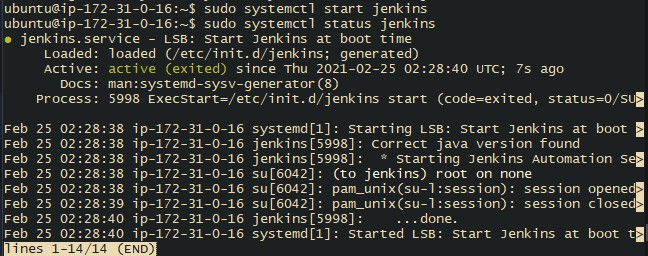 ubuntu@ip-172-31-0-16:~$ sudo systemctl start jenkins
ubuntu@ip-172-31-0-16:~$ sudo systemctl status jenkins
● jenkins.service - LSB: Start Jenkins at boot time
Loaded: loaded (/etc/init.d/jenkins; generated)
Active: active (exited) since Thu 2021-02-25 02:28:40 UTC; 7s ago
Docs: man:systemd-sysv-generator(8)
Process: 5998 ExecStart=/etc/init.d/jenkins start (code=exited, status=0/SU>
Feb 25 02:28:38 ip-172-31-0-16 systemd[1]: Starting LSB: Start Jenkins at boot >
Feb 25 02:28:38 ip-172-31-0-16 jenkins[5998]: Correct java version found
Feb 25 02:28:38 ip-172-31-0-16 jenkins[5998]:  * Starting Jenkins Automation Se>
Feb 25 02:28:38 ip-172-31-0-16 su[6042]: (to jenkins) root on none
Feb 25 02:28:38 ip-172-31-0-16 su[6042]: pam_unix(su-l:session): session opened>
Feb 25 02:28:39 ip-172-31-0-16 su[6042]: pam_unix(su-l:session): session closed>
Feb 25 02:28:40 ip-172-31-0-16 jenkins[5998]:    ...done.
Feb 25 02:28:40 ip-172-31-0-16 systemd[1]: Started LSB: Start Jenkins at boot t>
lines 1-14/14 (END)